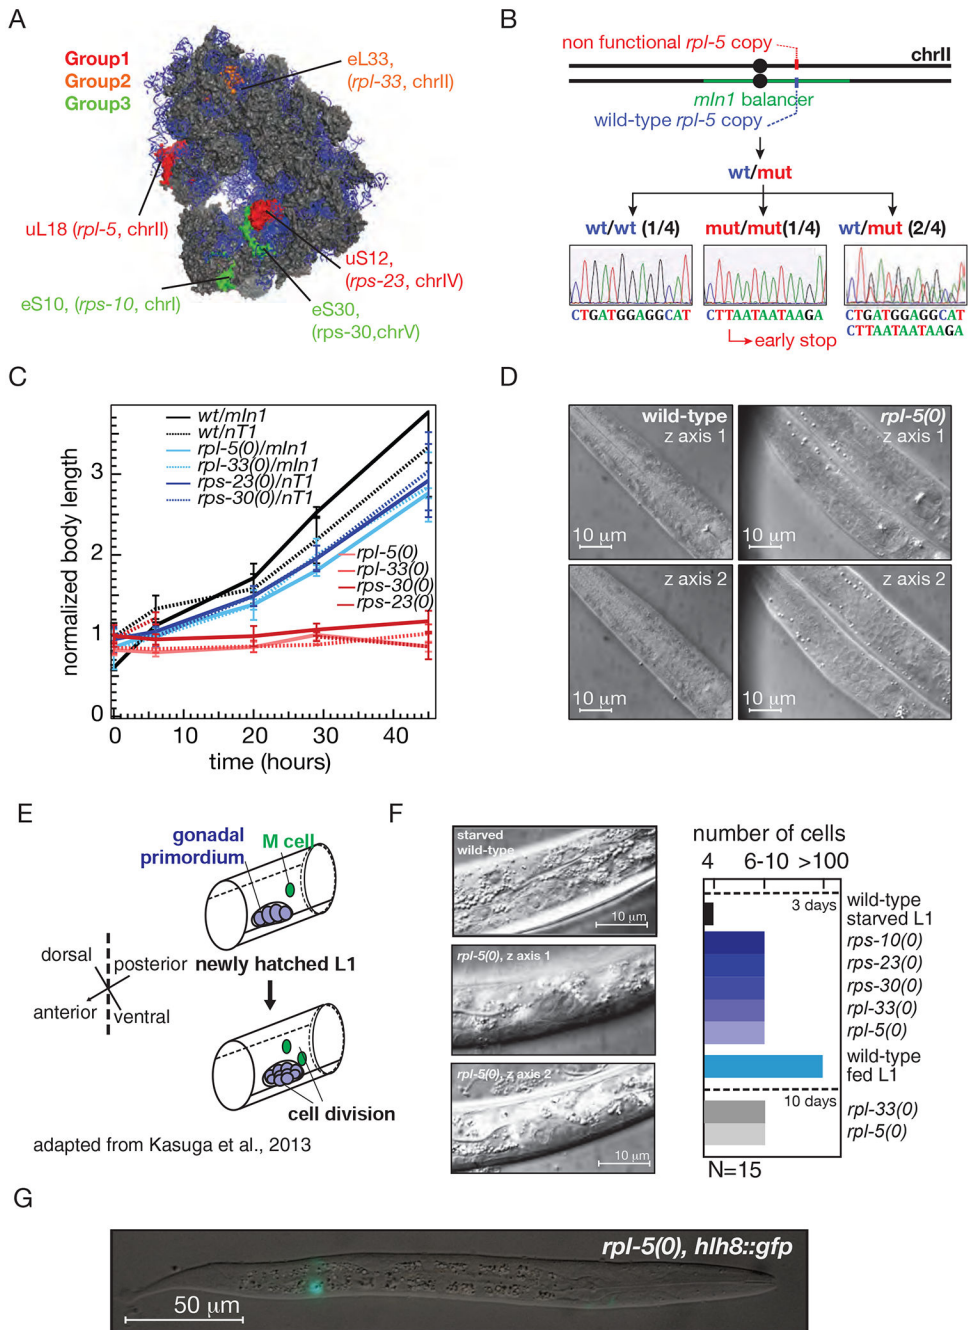 A
Group1
Group2
Group3
eL33,
(rpl-33, chrII)
uL18 (rpl-5, chrII)
uS12,
(rps-23, chrIV)
eS10, (rps-10, chrI)
eS30,
(rps-30,chrV)
B
non functional rpl-5 copy
chrII
mIn1 balancer
wild-type rpl-5 copy
wt/mut
wt/wt (1/4)
mut/mut(1/4)
wt/mut (2/4)
CTGATGGAGGCAT
CTTAATAATAAGA
CTGATGGAGGCAT
CTTAATAATAAGA
early stop
C
wt/mIn1
wt/nT1
rpl-5(0)/mIn1
rpl-33(0)/mIn1
rps-23(0)/nT1
rps-30(0)/nT1
rpl-5(0)
rpl-33(0)
rps-30(0)
rps-23(0)
normalized body length
3
2
1
0
0
10
20
30
40
time (hours)
D
wild-type
z axis 1
10 μm
rpl-5(0)
z axis 1
10 μm
z axis 2
10 μm
z axis 2
10 μm
E
gonadal
primordium
M cell
dorsal
posterior
anterior
ventral
newly hatched L1
cell division
adapted from Kasuga et al., 2013
F
starved
wild-type
10 μm
rpl-5(0), z axis 1
rpl-5(0), z axis 2
10 μm
number of cells
4
6-10
>100
3 days
wild-type
starved L1
rps-10(0)
rps-23(0)
rps-30(0)
rpl-33(0)
rpl-5(0)
wild-type
fed L1
10 days
rpl-33(0)
rpl-5(0)
N=15
G
rpl-5(0), hlh8::gfp
50 μm